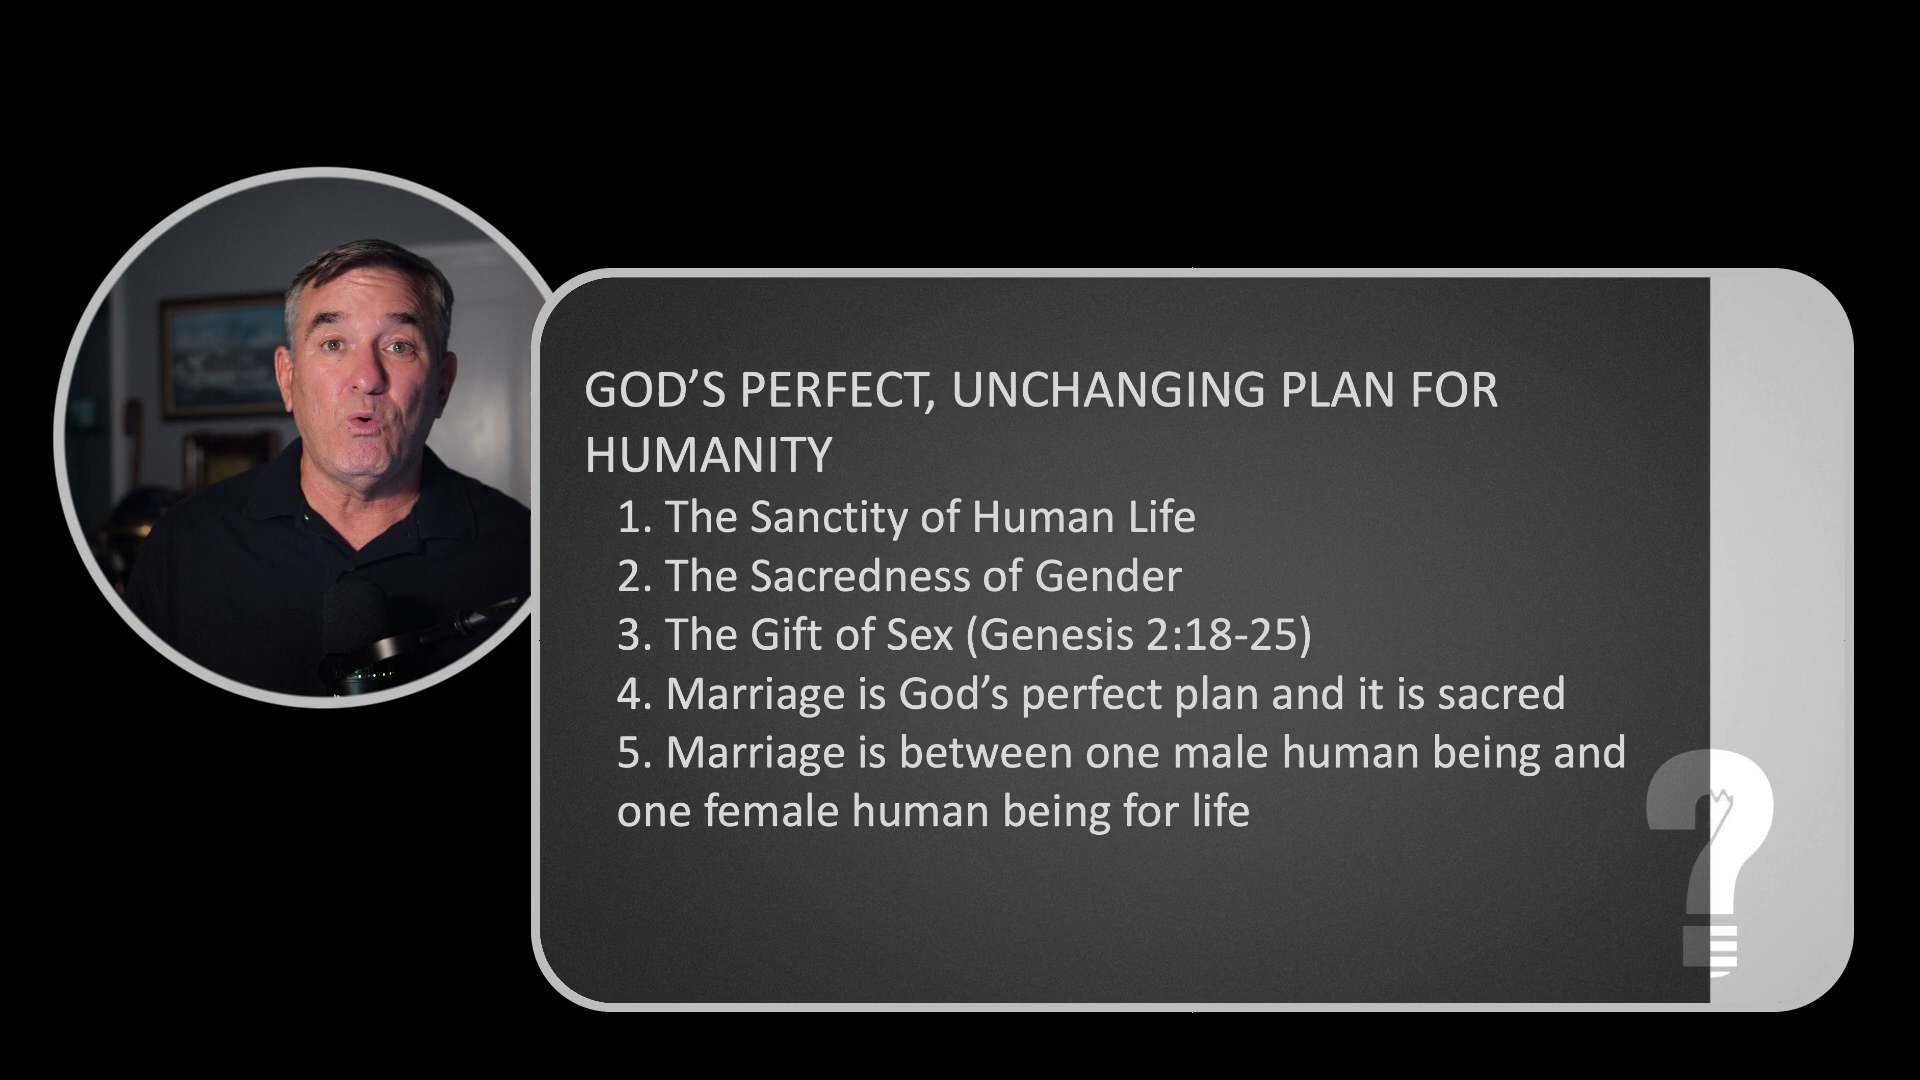 GOD’S PERFECT, UNCHANGING PLAN FOR
HUMANITY
1. The Sanctity of Human Life
2. The Sacredness of Gender
3. The Gift of Sex (Genesis 2:18-25)
4. Marriage is God’s perfect plan and it is sacred
5. Marriage is between one male human being and
one female human being for life